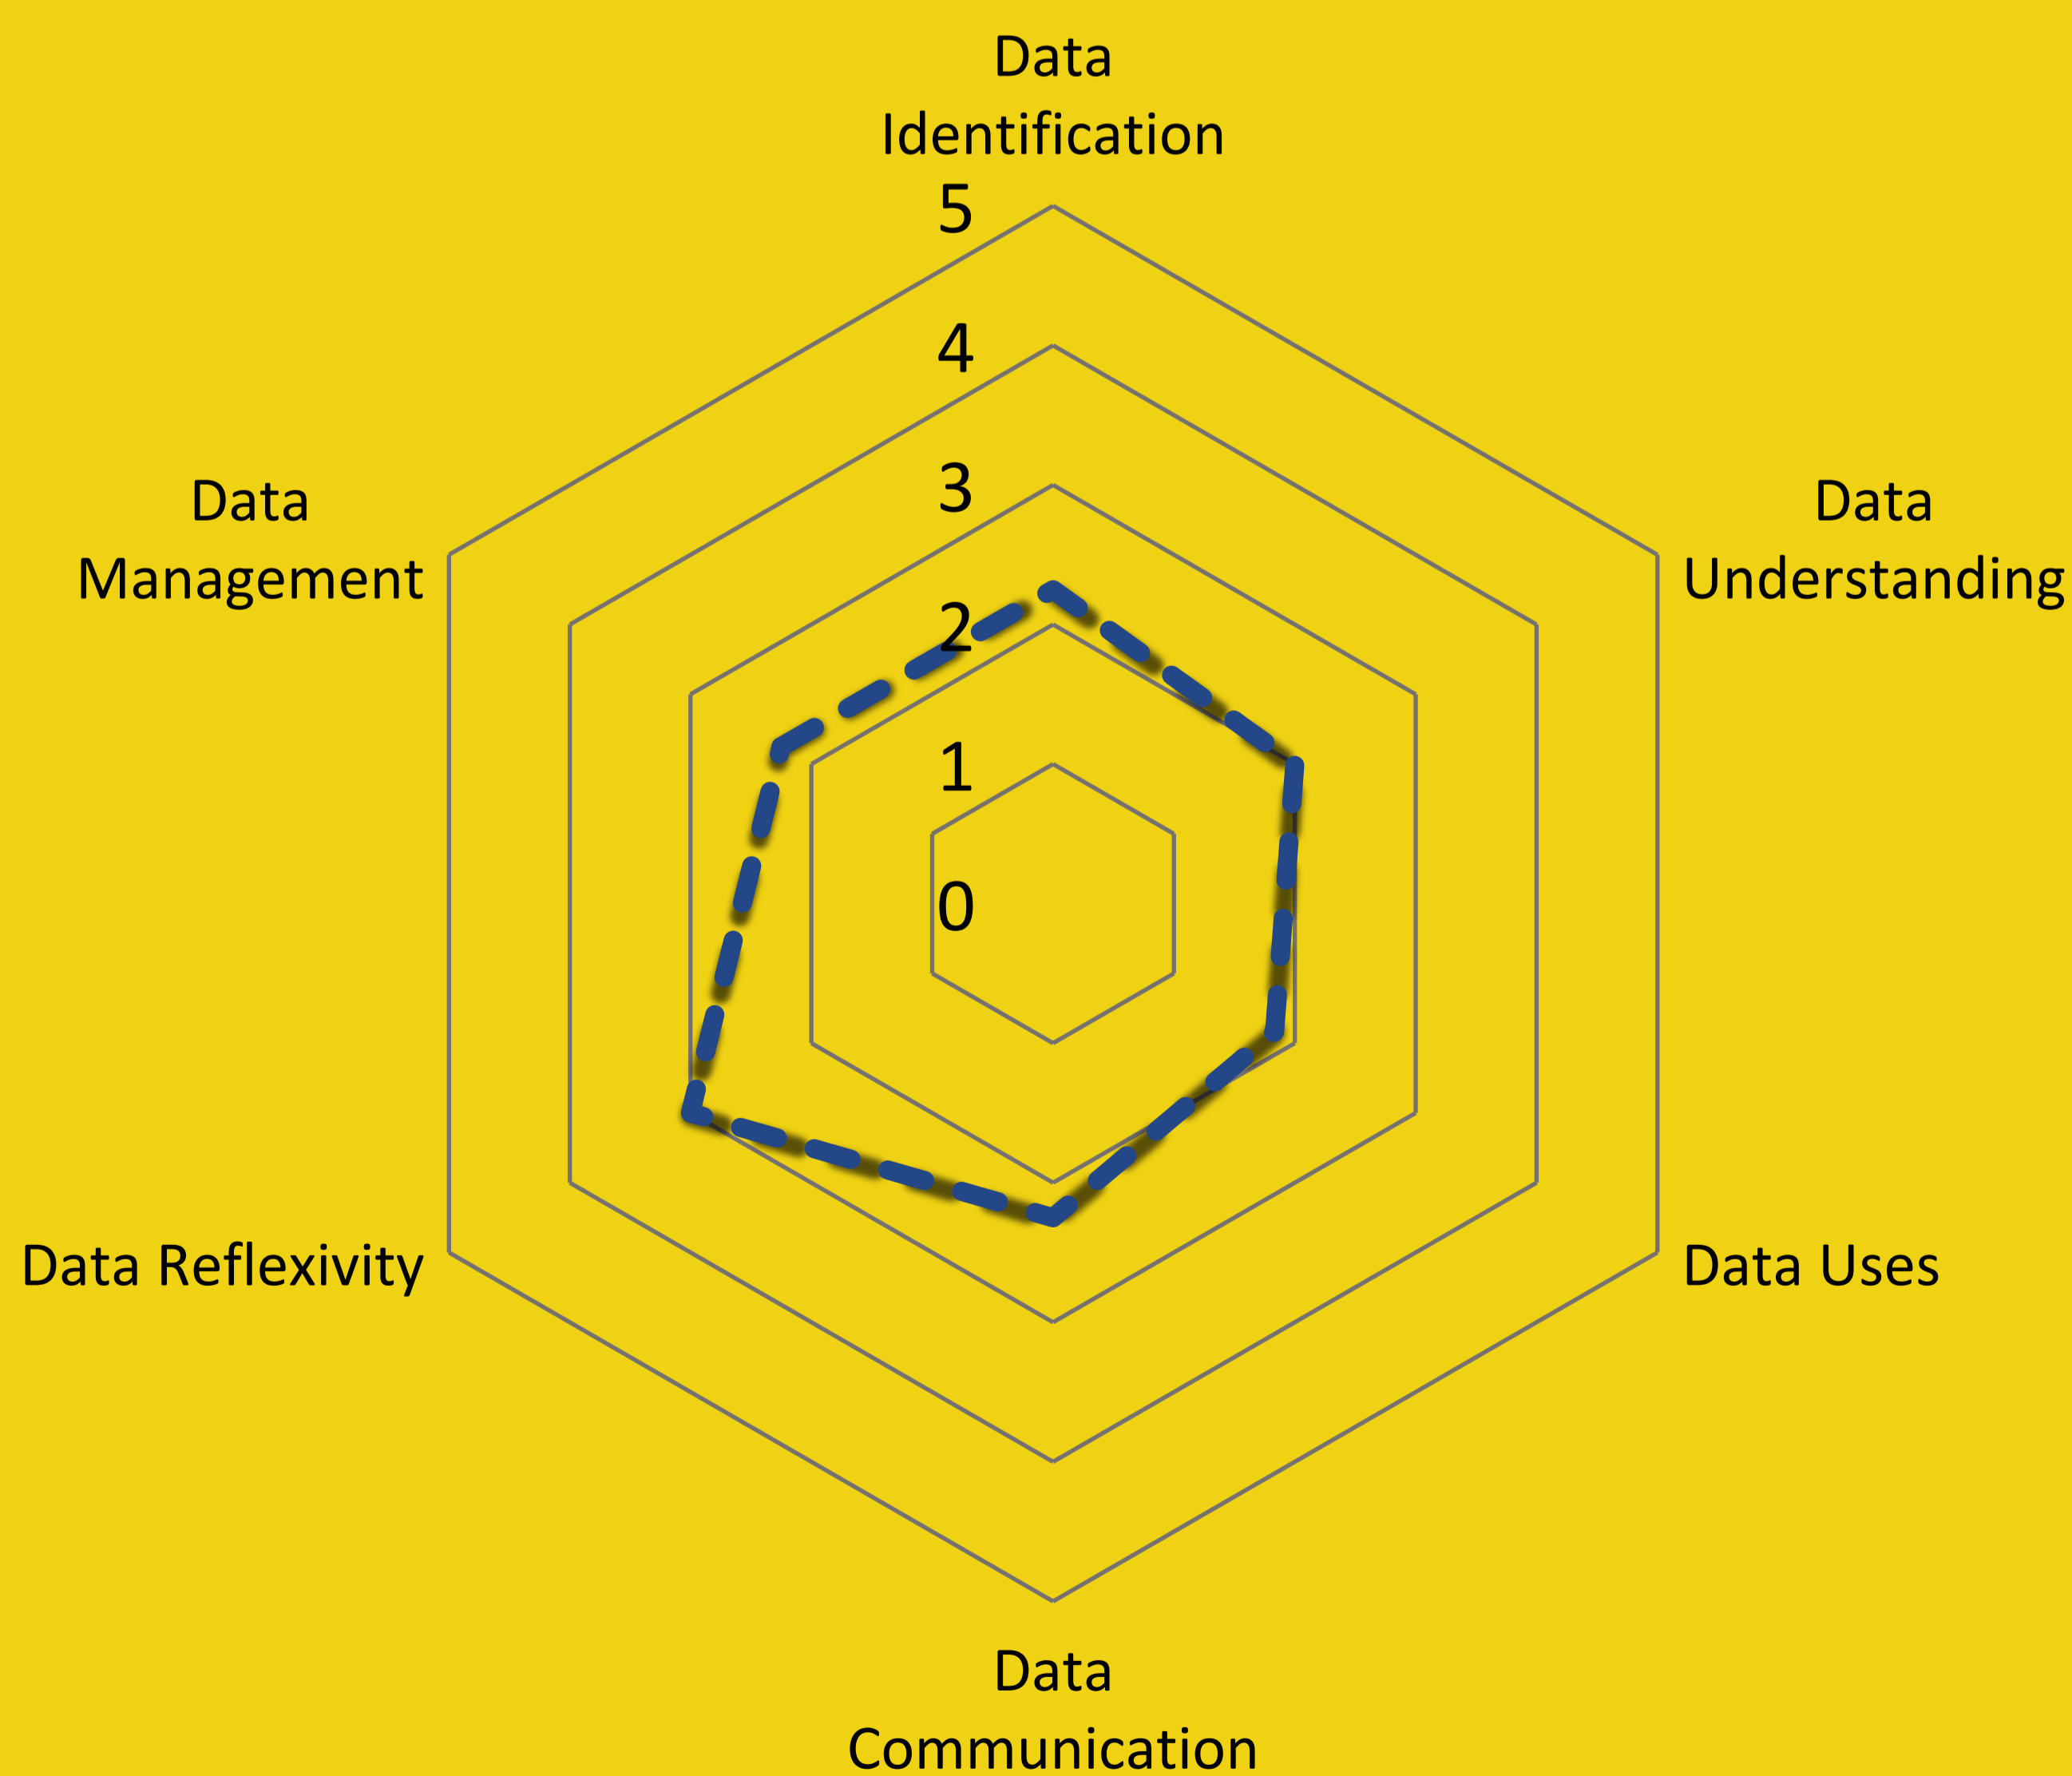 Data
Identification
5
4
3
Data
Management
Data
Understanding
2
1
0
Data Reflexivity
Data Uses
Data
Communication